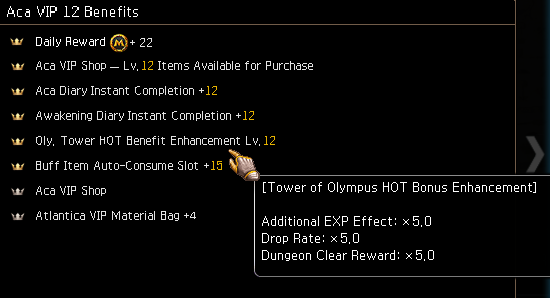 Aca VIP 12 Benefits
Daily Reward M + 22
Aca VIP Shop — Lv.12 Items Available for Purchase
Aca Diary Instant Completion +12
Awakening Diary Instant Completion +12
Oly. Tower HOT Benefit Enhancement Lv.12
Buff Item Auto-Consume Slot +15
Aca VIP Shop
Atlantica VIP Material Bag +4
[Tower of Olympus HOT Bonus Enhancement]
Additional EXP Effect: ×5.0
Drop Rate: ×5.0
Dungeon Clear Reward: ×5.0